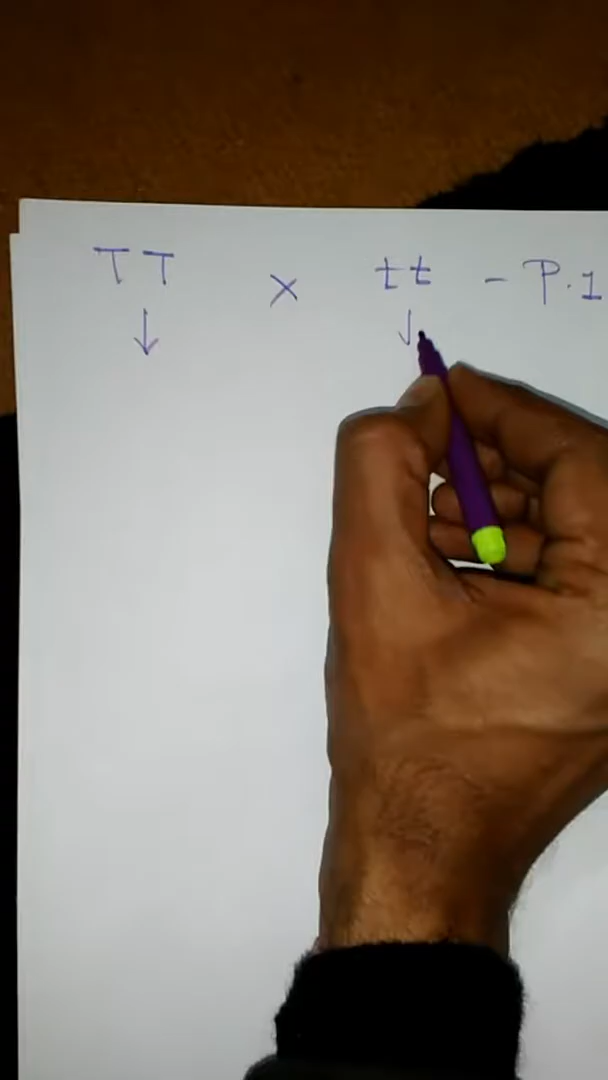 TT × tt - P.1
↓ ↓